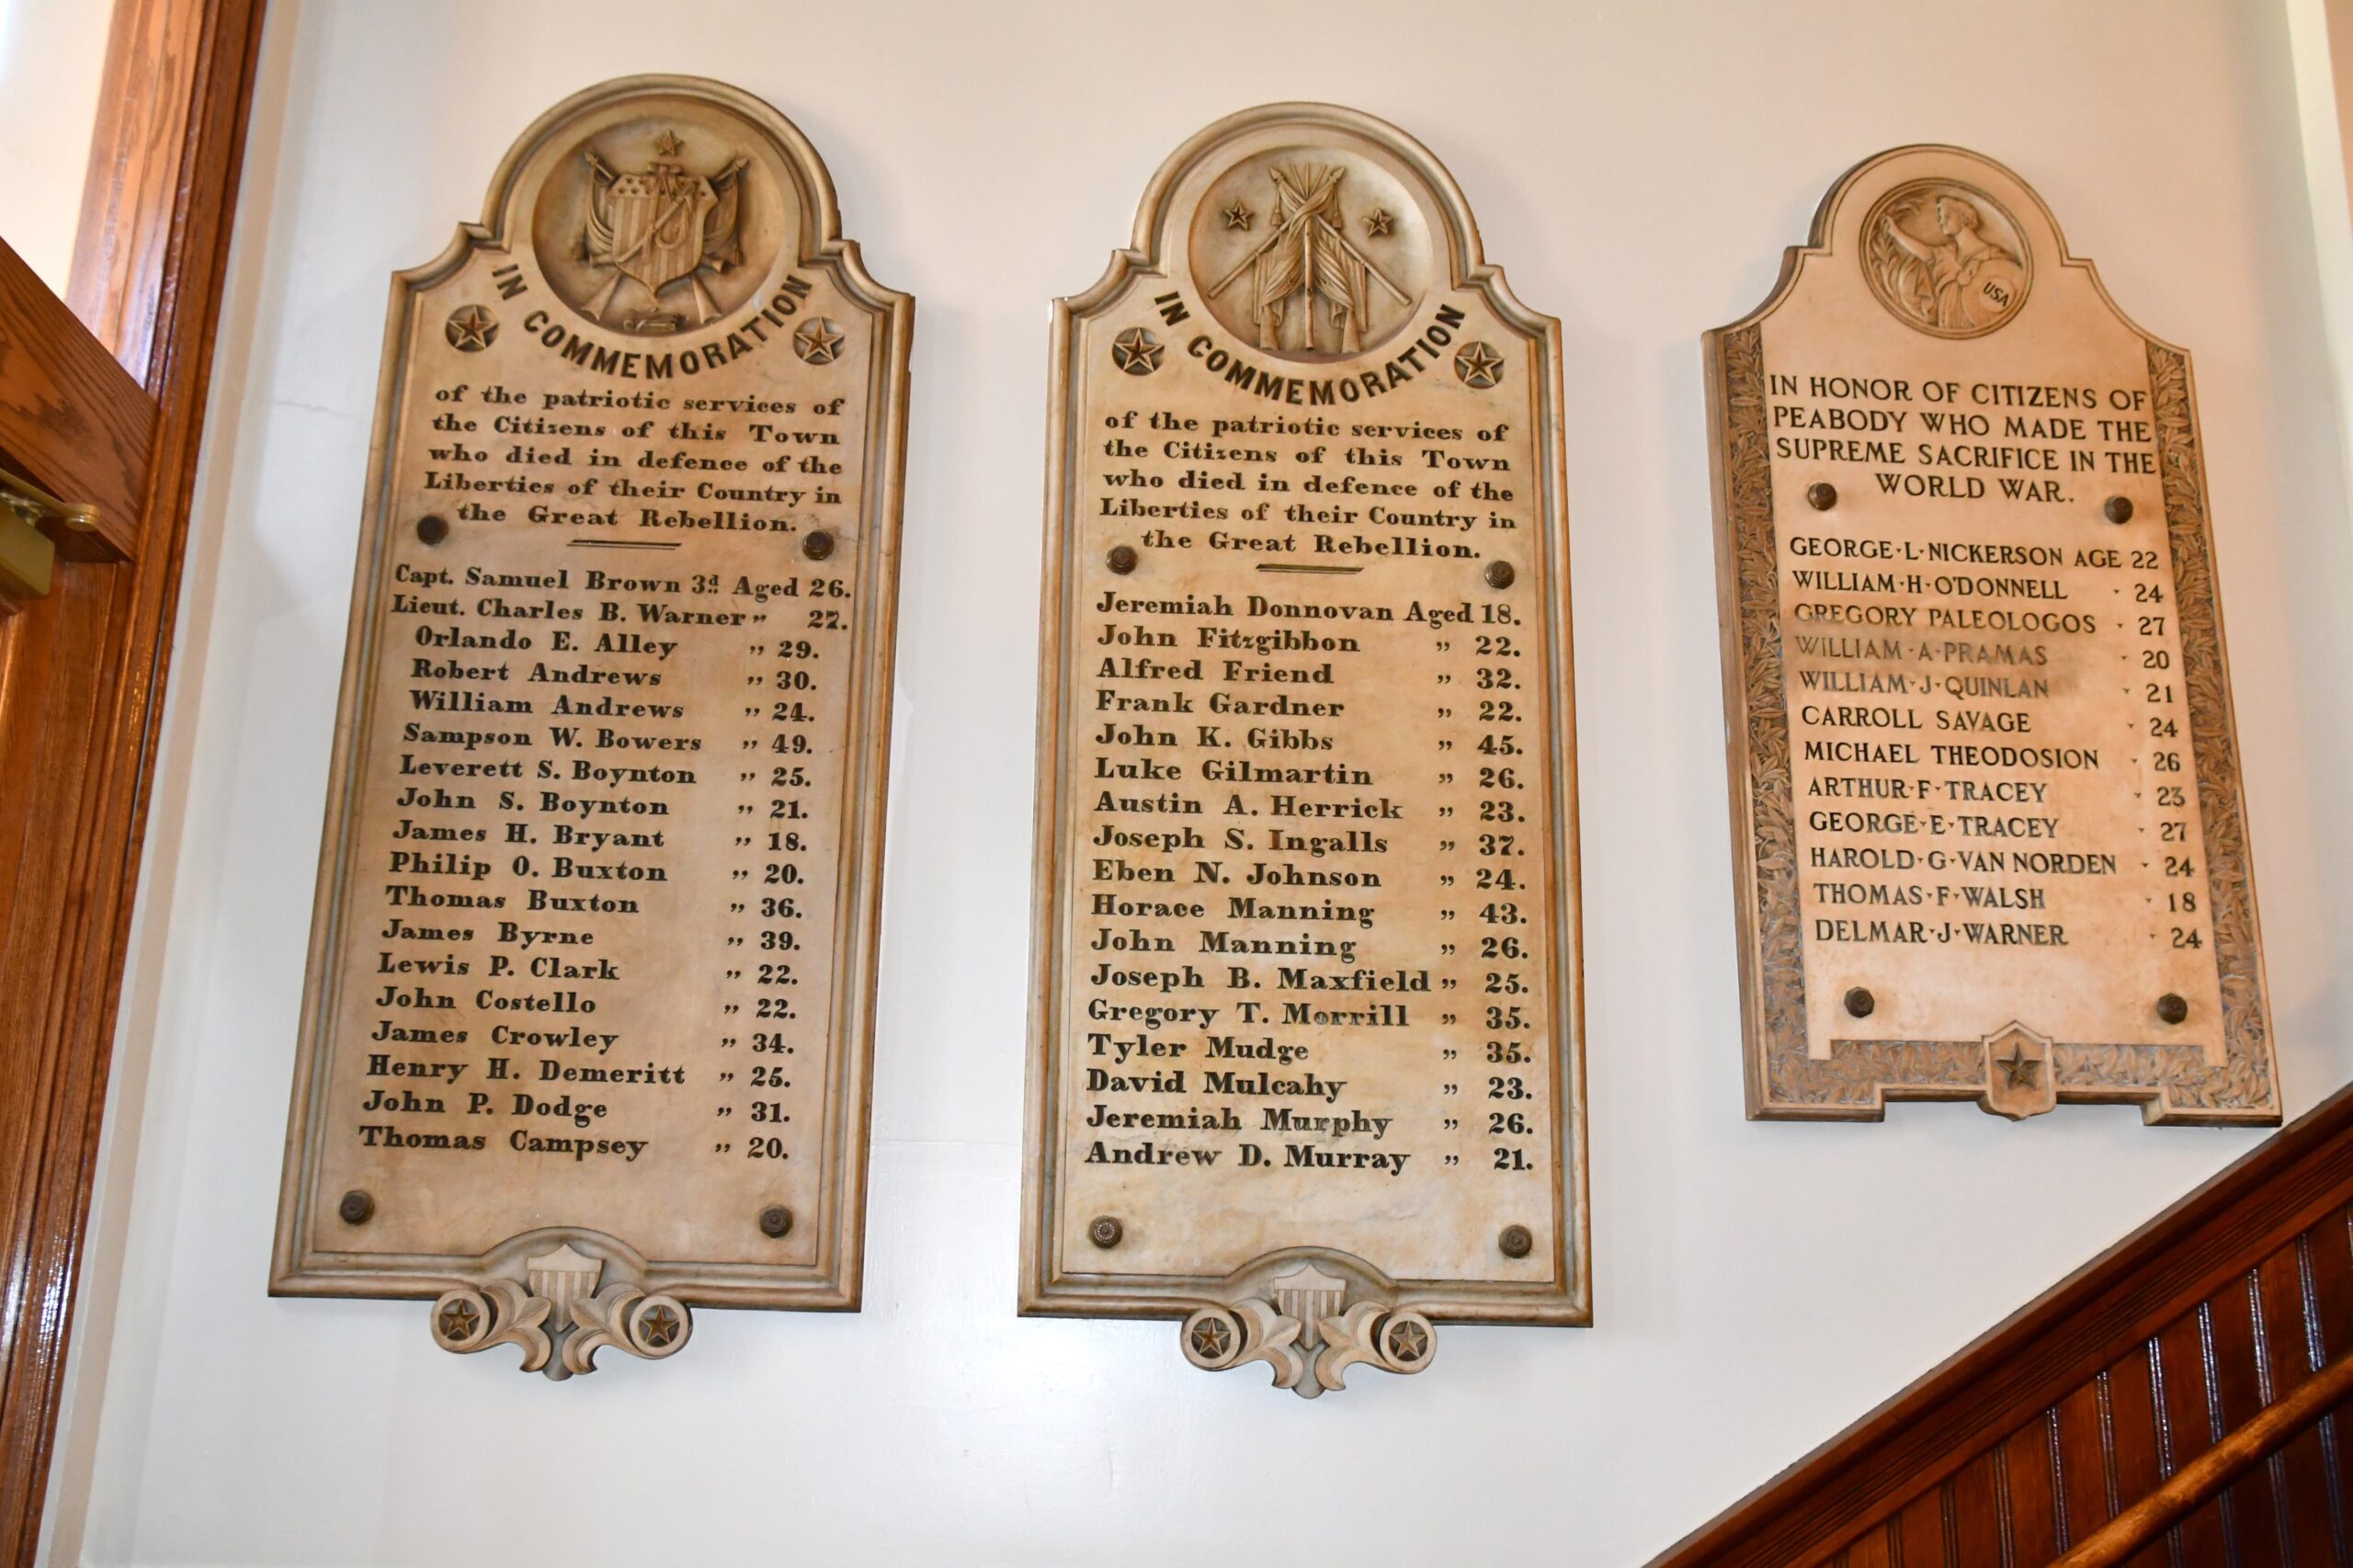 IN COMMEMORATION
of the patriotic services of
the Citizens of this Town
who died in defence of the
Liberties of their Country in
the Great Rebellion.
Capt. Samuel Brown 3d Aged 26.
Lieut. Charles B. Warner " 27.
Orlando E. Alley " 29.
Robert Andrews " 30.
William Andrews " 24.
Sampson W. Bowers " 49.
Leverett S. Boynton " 25.
John S. Boynton " 21.
James H. Bryant " 18.
Philip O. Buxton " 20.
Thomas Buxton " 36.
James Byrne " 39.
Lewis P. Clark " 22.
John Costello " 22.
James Crowley " 34.
Henry H. Demeritt " 25.
John P. Dodge " 31.
Thomas Campsey " 20.
IN COMMEMORATION
of the patriotic services of
the Citizens of this Town
who died in defence of the
Liberties of their Country in
the Great Rebellion.
Jeremiah Donnovan Aged 18.
John Fitzgibbon " 22.
Alfred Friend " 32.
Frank Gardner " 22.
John K. Gibbs " 45.
Luke Gilmartin " 26.
Austin A. Herrick " 23.
Joseph S. Ingalls " 37.
Eben N. Johnson " 24.
Horace Manning " 43.
John Manning " 26.
Joseph B. Maxfield " 25.
Gregory T. Morrill " 35.
Tyler Mudge " 35.
David Mulcahy " 23.
Jeremiah Murphy " 26.
Andrew D. Murray " 21.
USA
IN HONOR OF CITIZENS OF
PEABODY WHO MADE THE
SUPREME SACRIFICE IN THE
WORLD WAR.
GEORGE·L·NICKERSON AGE 22
WILLIAM·H·O'DONNELL · 24
GREGORY PALEOLOGOS · 27
WILLIAM·A·PRAMAS · 20
WILLIAM·J·QUINLAN · 21
CARROLL SAVAGE · 24
MICHAEL THEODOSION · 26
ARTHUR·F·TRACEY · 23
GEORGE·E·TRACEY · 27
HAROLD·G·VAN NORDEN · 24
THOMAS·F·WALSH · 18
DELMAR·J·WARNER · 24